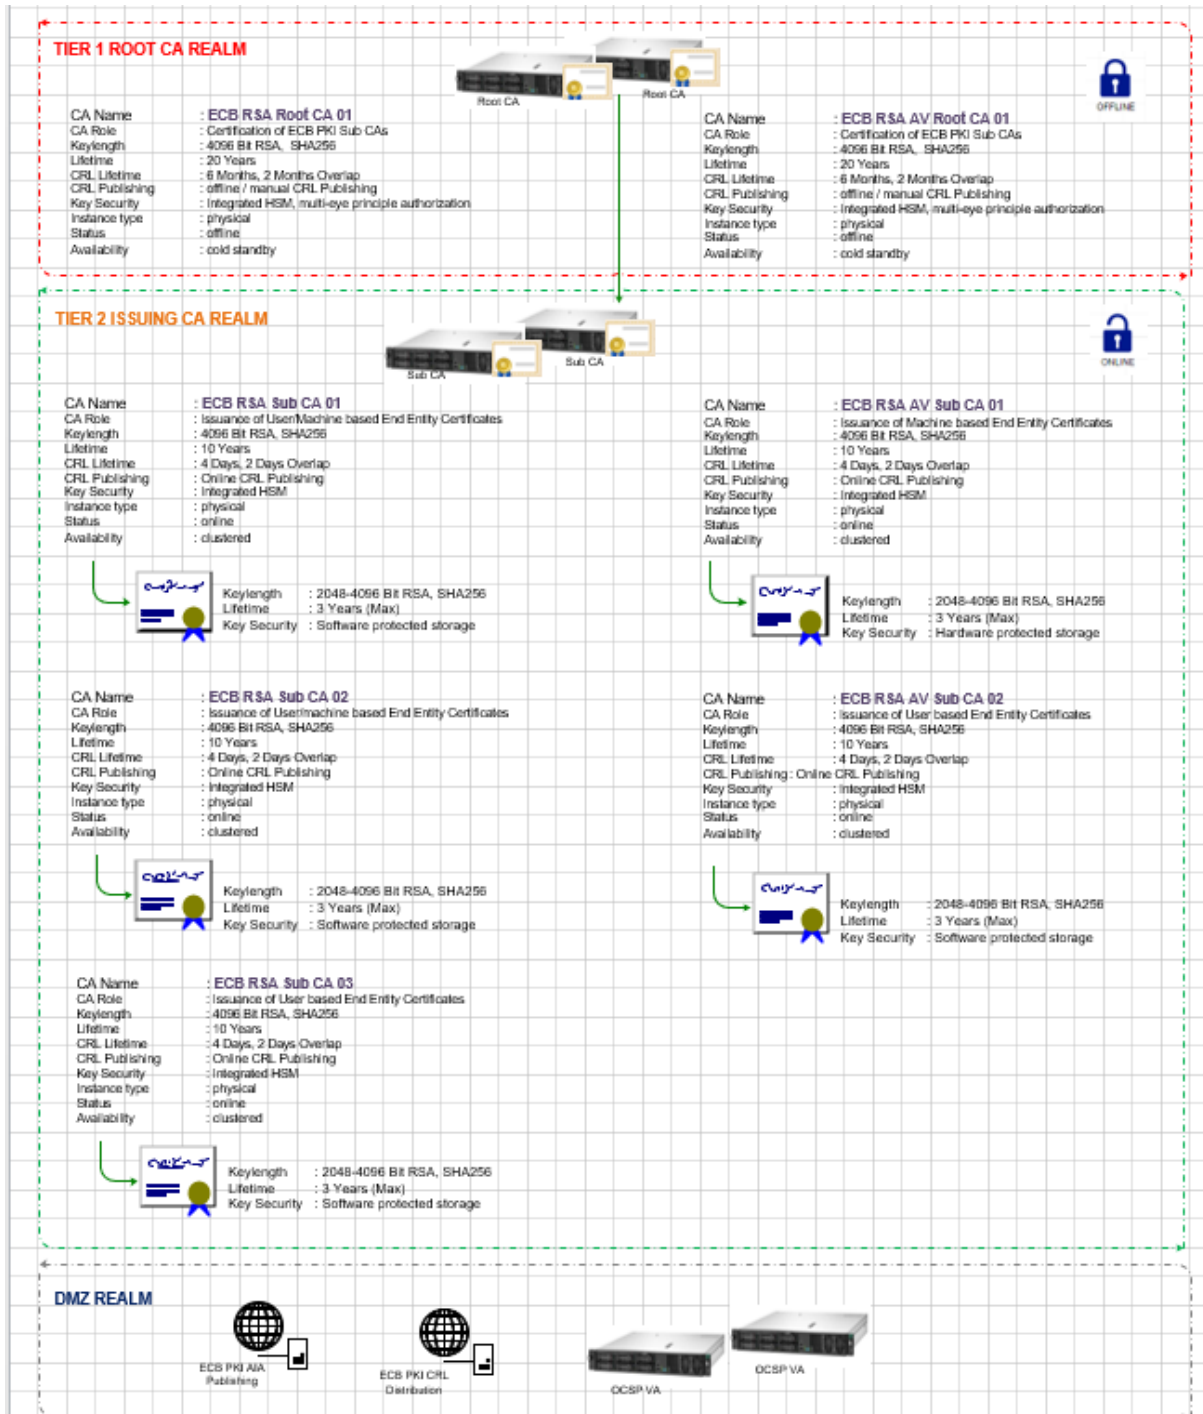 TIER 1 ROOT CA REALM
Root CA
Root CA
OFFLINE
CA Name : ECB RSA Root CA 01
CA Role : Certification of ECB PKI Sub CAs
Keylength : 4096 Bit RSA, SHA256
Lifetime : 20 Years
CRL Lifetime : 6 Months, 2 Months Overlap
CRL Publishing : offline / manual CRL Publishing
Key Security : Integrated HSM, multi-eye principle authorization
Instance type : physical
Status : offline
Availability : cold standby
CA Name : ECB RSA AV Root CA 01
CA Role : Certification of ECB PKI Sub CAs
Keylength : 4096 Bit RSA, SHA256
Lifetime : 20 Years
CRL Lifetime : 6 Months, 2 Months Overlap
CRL Publishing : offline / manual CRL Publishing
Key Security : Integrated HSM, multi-eye principle authorization
Instance type : physical
Status : offline
Availability : cold standby
TIER 2 ISSUING CA REALM
Sub CA
Sub CA
ONLINE
CA Name : ECB RSA Sub CA 01
CA Role : Issuance of User/Machine based End Entity Certificates
Keylength : 4096 Bit RSA, SHA256
Lifetime : 10 Years
CRL Lifetime : 4 Days, 2 Days Overlap
CRL Publishing : Online CRL Publishing
Key Security : Integrated HSM
Instance type : physical
Status : online
Availability : clustered
Keylength : 2048-4096 Bit RSA, SHA256
Lifetime : 3 Years (Max)
Key Security : Software protected storage
CA Name : ECB RSA AV Sub CA 01
CA Role : Issuance of Machine based End Entity Certificates
Keylength : 4096 Bit RSA, SHA256
Lifetime : 10 Years
CRL Lifetime : 4 Days, 2 Days Overlap
CRL Publishing : Online CRL Publishing
Key Security : Integrated HSM
Instance type : physical
Status : online
Availability : clustered
Keylength : 2048-4096 Bit RSA, SHA256
Lifetime : 3 Years (Max)
Key Security : Hardware protected storage
CA Name : ECB RSA Sub CA 02
CA Role : Issuance of User/machine based End Entity Certificates
Keylength : 4096 Bit RSA, SHA256
Lifetime : 10 Years
CRL Lifetime : 4 Days, 2 Days Overlap
CRL Publishing : Online CRL Publishing
Key Security : Integrated HSM
Instance type : physical
Status : online
Availability : clustered
Keylength : 2048-4096 Bit RSA, SHA256
Lifetime : 3 Years (Max)
Key Security : Software protected storage
CA Name : ECB RSA AV Sub CA 02
CA Role : Issuance of User based End Entity Certificates
Keylength : 4096 Bit RSA, SHA256
Lifetime : 10 Years
CRL Lifetime : 4 Days, 2 Days Overlap
CRL Publishing : Online CRL Publishing
Key Security : Integrated HSM
Instance type : physical
Status : online
Availability : clustered
Keylength : 2048-4096 Bit RSA, SHA256
Lifetime : 3 Years (Max)
Key Security : Software protected storage
CA Name : ECB RSA Sub CA 03
CA Role : Issuance of User based End Entity Certificates
Keylength : 4096 Bit RSA, SHA256
Lifetime : 10 Years
CRL Lifetime : 4 Days, 2 Days Overlap
CRL Publishing : Online CRL Publishing
Key Security : Integrated HSM
Instance type : physical
Status : online
Availability : clustered
Keylength : 2048-4096 Bit RSA, SHA256
Lifetime : 3 Years (Max)
Key Security : Software protected storage
DMZ REALM
ECB PKI AIA
Publishing
ECB PKI CRL
Distribution
OCSP VA
OCSP VA